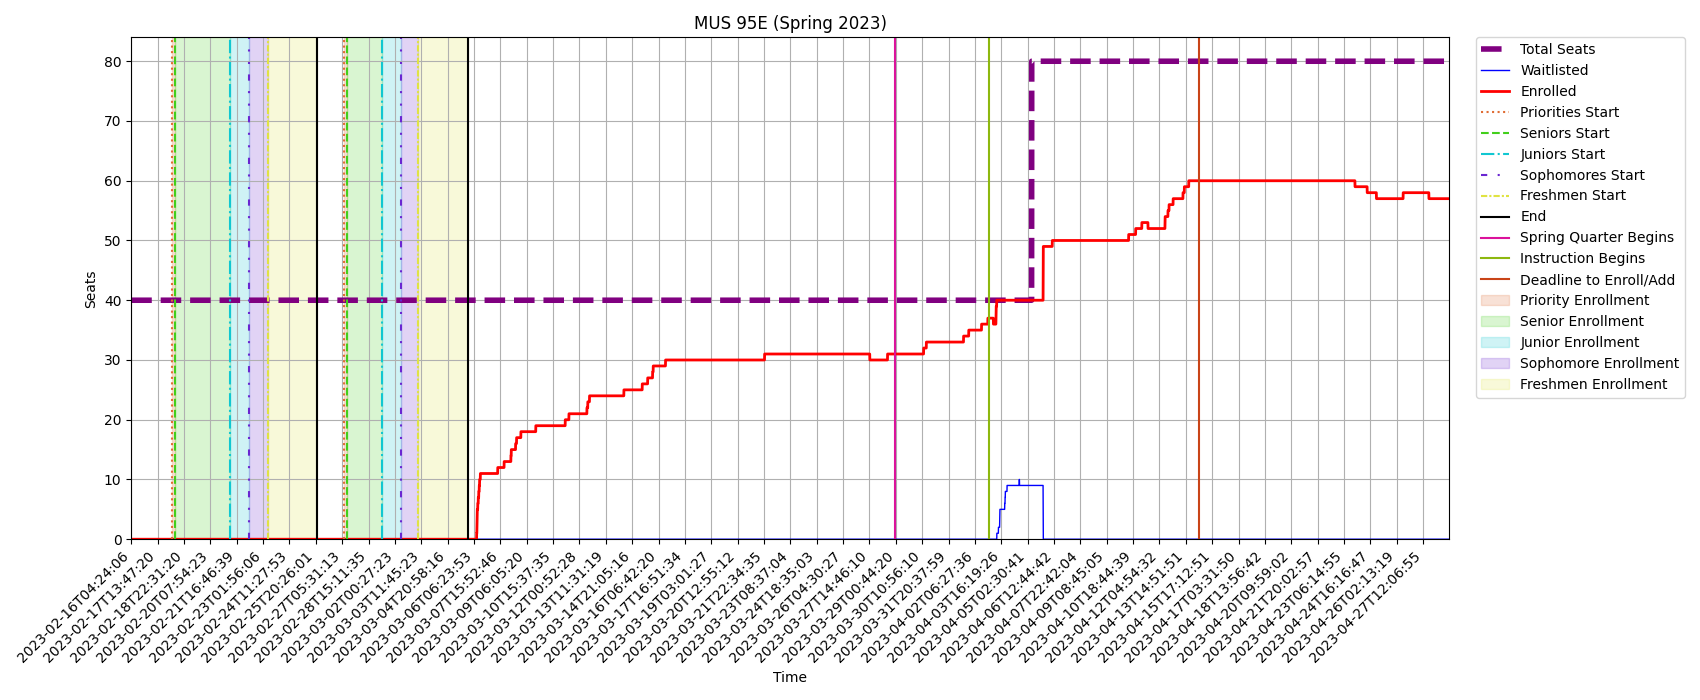 MUS 95E (Spring 2023)
Seats
80
70
60
50
40
30
20
10
0
2023-02-16T04:24:06
2023-02-17T13:47:20
2023-02-18T22:31:20
2023-02-20T07:54:23
2023-02-21T16:46:39
2023-02-23T01:56:06
2023-02-24T11:27:53
2023-02-25T20:26:01
2023-02-27T05:31:13
2023-02-28T15:11:35
2023-03-02T00:27:23
2023-03-03T11:45:23
2023-03-04T20:58:16
2023-03-06T06:23:53
2023-03-07T15:52:46
2023-03-09T06:05:20
2023-03-10T15:37:35
2023-03-12T00:52:28
2023-03-13T11:31:19
2023-03-14T21:05:16
2023-03-16T06:42:20
2023-03-17T16:51:34
2023-03-19T03:01:27
2023-03-20T12:55:12
2023-03-21T22:34:35
2023-03-23T08:37:04
2023-03-24T18:35:03
2023-03-26T04:30:27
2023-03-27T14:46:10
2023-03-29T00:44:20
2023-03-30T10:56:10
2023-03-31T20:37:59
2023-04-02T06:27:36
2023-04-03T16:19:26
2023-04-05T02:30:41
2023-04-06T12:44:42
2023-04-07T22:42:04
2023-04-09T08:45:05
2023-04-10T18:44:39
2023-04-12T04:54:32
2023-04-13T14:51:51
2023-04-15T17:12:51
2023-04-17T03:31:50
2023-04-18T13:56:42
2023-04-20T09:59:02
2023-04-21T20:02:57
2023-04-23T06:14:55
2023-04-24T16:16:47
2023-04-26T02:13:19
2023-04-27T12:06:55
Time
Total Seats
Waitlisted
Enrolled
Priorities Start
Seniors Start
Juniors Start
Sophomores Start
Freshmen Start
End
Spring Quarter Begins
Instruction Begins
Deadline to Enroll/Add
Priority Enrollment
Senior Enrollment
Junior Enrollment
Sophomore Enrollment
Freshmen Enrollment